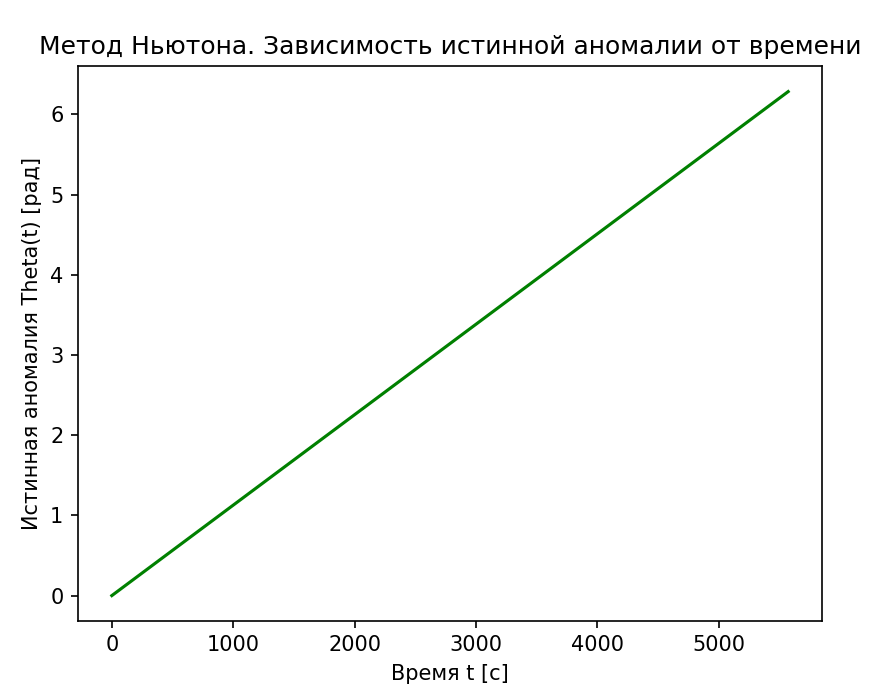 Метод Ньютона. Зависимость истинной аномалии от времени
Истинная аномалия Theta(t) [рад]
6
5
4
3
2
1
0
0 1000 2000 3000 4000 5000
Время t [с]